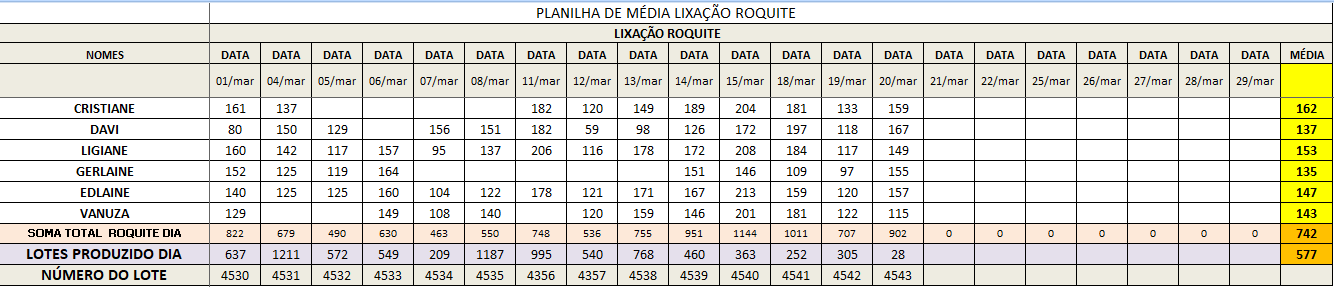 PLANILHA DE MÉDIA LIXAÇÃO ROQUITE
LIXAÇÃO ROQUITE
NOMES DATA DATA DATA DATA DATA DATA DATA DATA DATA DATA DATA DATA DATA DATA DATA DATA DATA DATA DATA DATA DATA MÉDIA
01/mar 04/mar 05/mar 06/mar 07/mar 08/mar 11/mar 12/mar 13/mar 14/mar 15/mar 18/mar 19/mar 20/mar 21/mar 22/mar 25/mar 26/mar 27/mar 28/mar 29/mar
CRISTIANE 161 137 182 120 149 189 204 181 133 159 162
DAVI 80 150 129 156 151 182 59 98 126 172 197 118 167 137
LIGIANE 160 142 117 157 95 137 206 116 178 172 208 184 117 149 153
GERLAINE 152 125 119 164 151 146 109 97 155 135
EDLAINE 140 125 125 160 104 122 178 121 171 167 213 159 120 157 147
VANUZA 129 149 108 140 120 159 146 201 181 122 115 143
SOMA TOTAL ROQUITE DIA 822 679 490 630 463 550 748 536 755 951 1144 1011 707 902 0 0 0 0 0 0 0 742
LOTES PRODUZIDO DIA 637 1211 572 549 209 1187 995 540 768 460 363 252 305 28 577
NÚMERO DO LOTE 4530 4531 4532 4533 4534 4535 4356 4357 4538 4539 4540 4541 4542 4543